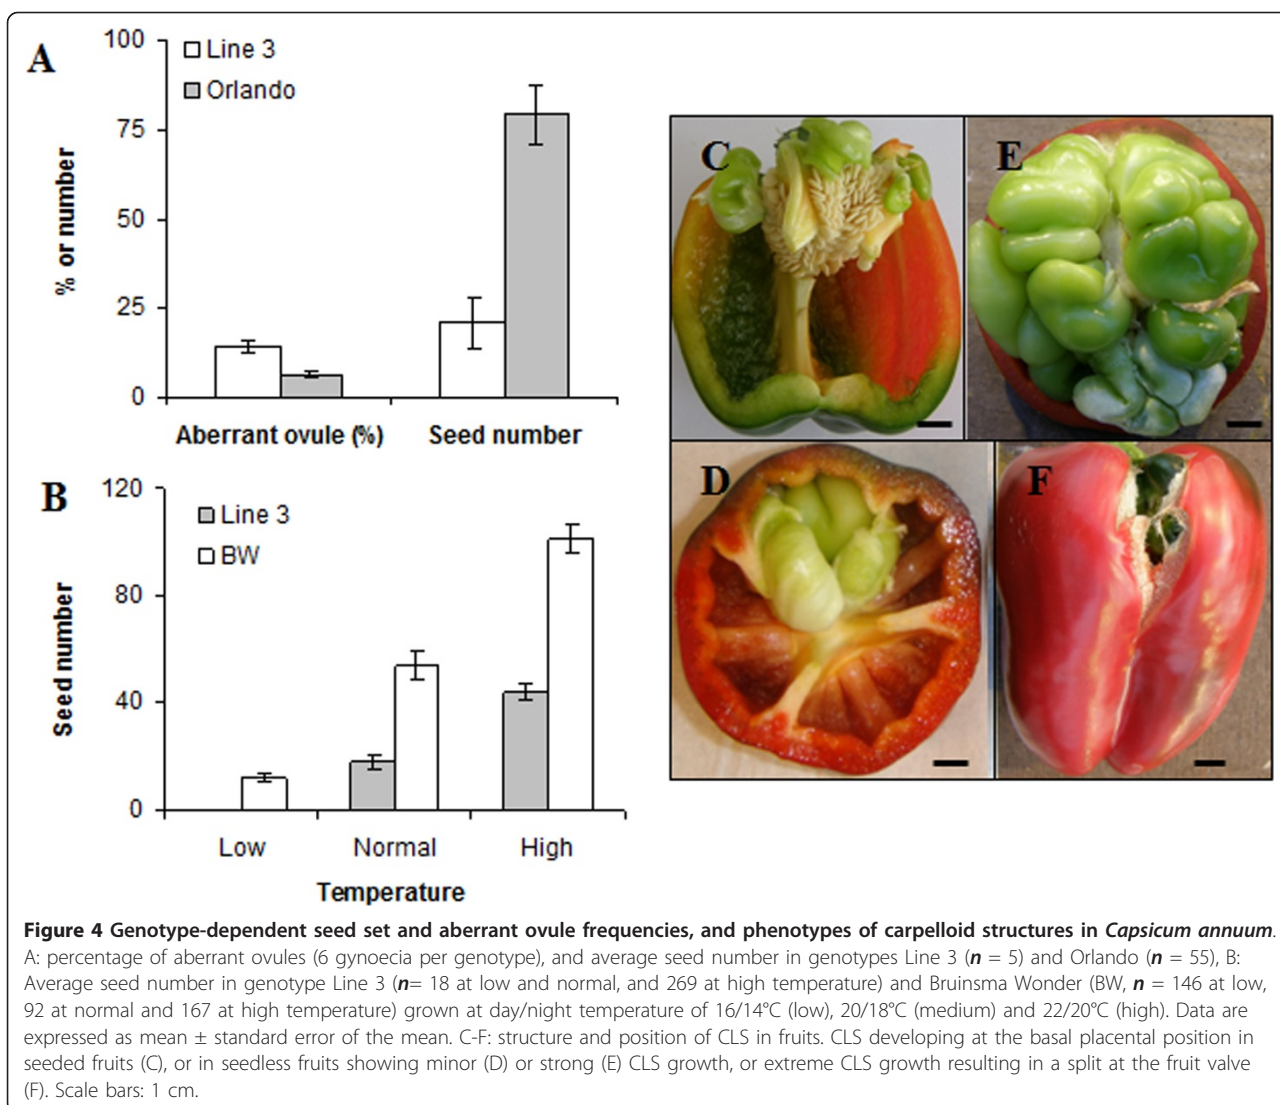 A
100
75
50
25
0
% or number
Line 3
Orlando
Aberrant ovule (%)
Seed number
B
120
80
40
0
Seed number
Line 3
BW
Low
Normal
High
Temperature
C
E
D
F
Figure 4 Genotype-dependent seed set and aberrant ovule frequencies, and phenotypes of carpelloid structures in Capsicum annuum.
A: percentage of aberrant ovules (6 gynoecia per genotype), and average seed number in genotypes Line 3 (n = 5) and Orlando (n = 55), B:
Average seed number in genotype Line 3 (n= 18 at low and normal, and 269 at high temperature) and Bruinsma Wonder (BW, n = 146 at low,
92 at normal and 167 at high temperature) grown at day/night temperature of 16/14°C (low), 20/18°C (medium) and 22/20°C (high). Data are
expressed as mean ± standard error of the mean. C-F: structure and position of CLS in fruits. CLS developing at the basal placental position in
seeded fruits (C), or in seedless fruits showing minor (D) or strong (E) CLS growth, or extreme CLS growth resulting in a split at the fruit valve
(F). Scale bars: 1 cm.